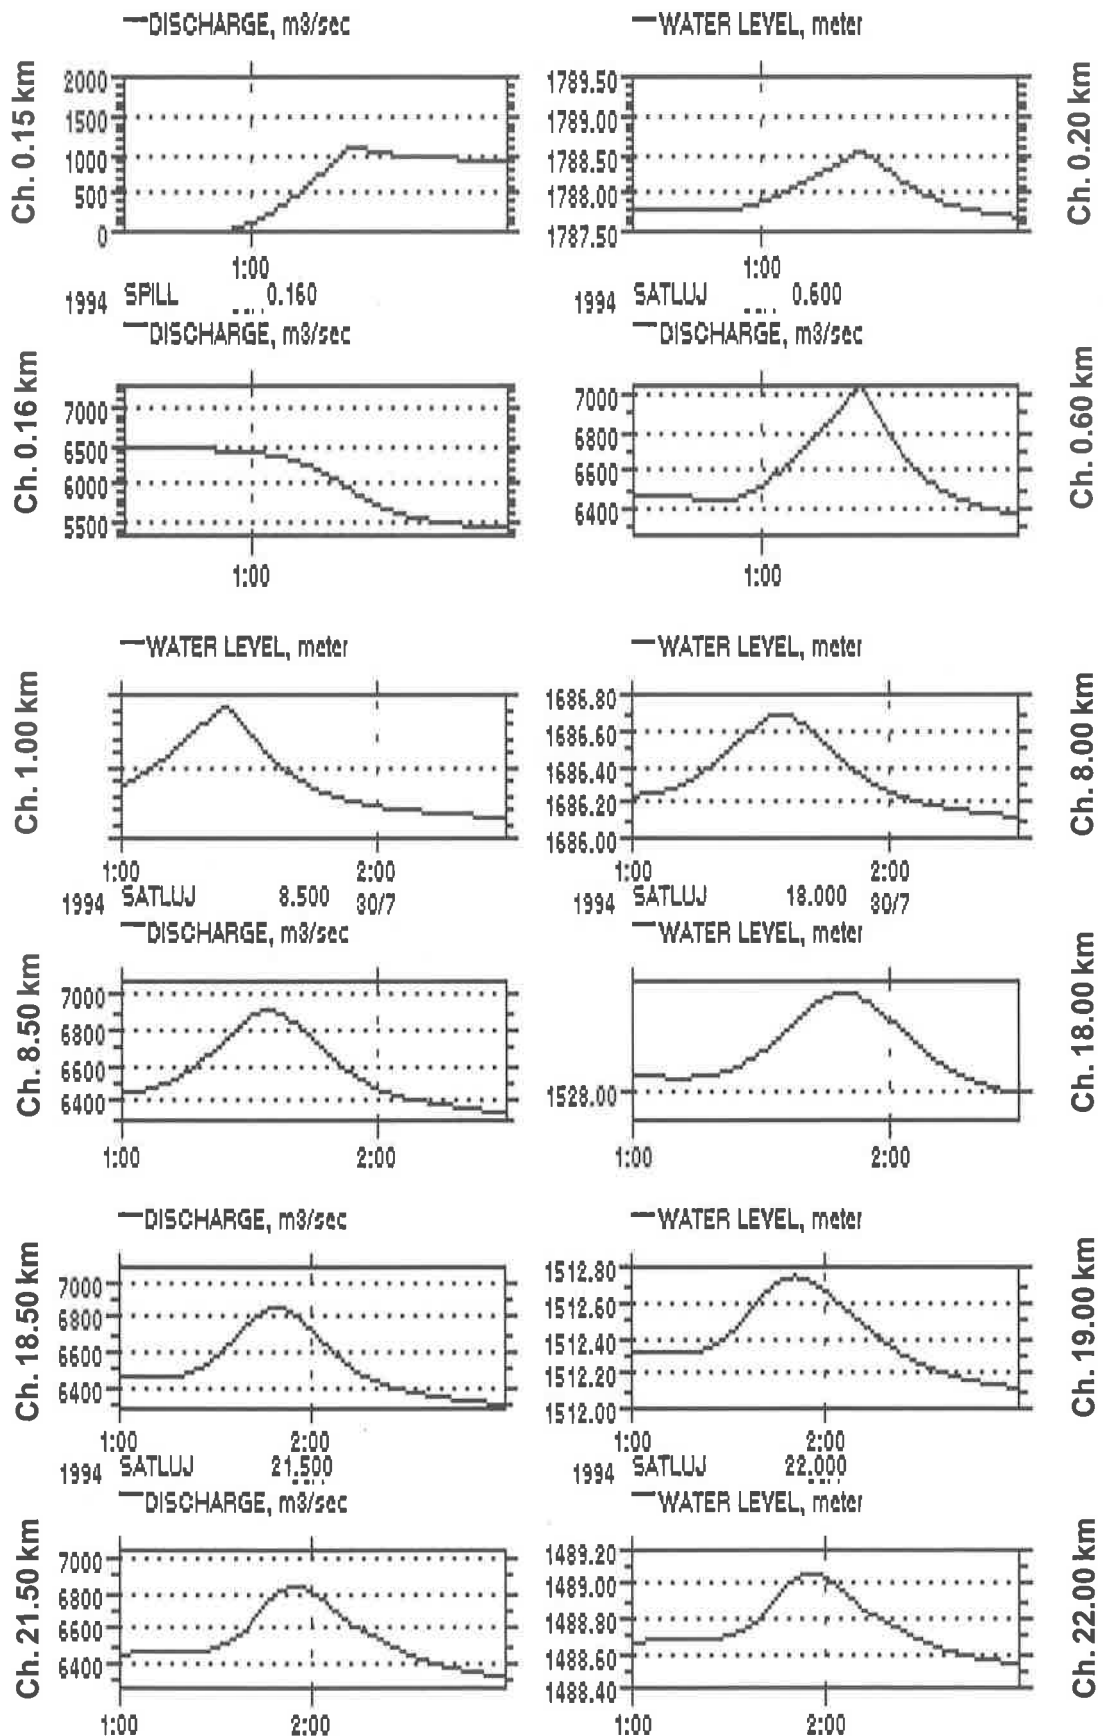 DISCHARGE, m3/sec
WATER LEVEL, meter
Ch. 0.15 km
2000
1500
1000
500
0
1:00
1789.50
1789.00
1788.50
1788.00
1787.50
1:00
Ch. 0.20 km
1994 SPILL 0.160
1994 SATLUJ 0.600
DISCHARGE, m3/sec
DISCHARGE, m3/sec
Ch. 0.16 km
7000
6500
6000
5500
1:00
7000
6800
6600
6400
1:00
Ch. 0.60 km
WATER LEVEL, meter
WATER LEVEL, meter
Ch. 1.00 km
1:00 2:00
1686.80
1686.60
1686.40
1686.20
1686.00
1:00 2:00
Ch. 8.00 km
1994 SATLUJ 8.500 30/7
1994 SATLUJ 18.000 30/7
DISCHARGE, m3/sec
WATER LEVEL, meter
Ch. 8.50 km
7000
6800
6600
6400
1:00 2:00
1528.00
1:00 2:00
Ch. 18.00 km
DISCHARGE, m3/sec
WATER LEVEL, meter
Ch. 18.50 km
7000
6800
6600
6400
1:00 2:00
1512.80
1512.60
1512.40
1512.20
1512.00
1:00 2:00
Ch. 19.00 km
1994 SATLUJ 21.500
1994 SATLUJ 22.000
DISCHARGE, m3/sec
WATER LEVEL, meter
Ch. 21.50 km
7000
6800
6600
6400
1:00 2:00
1489.20
1489.00
1488.80
1488.60
1488.40
1:00 2:00
Ch. 22.00 km